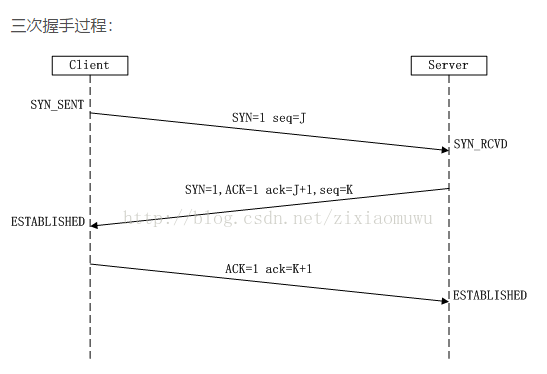 三次握手过程：
Client
Server
SYN_SENT
SYN=1 seq=J
SYN_RCVD
SYN=1,ACK=1 ack=J+1,seq=K
http://blog.csdn.net/zixiaomuwu
ESTABLISHED
ACK=1 ack=K+1
ESTABLISHED